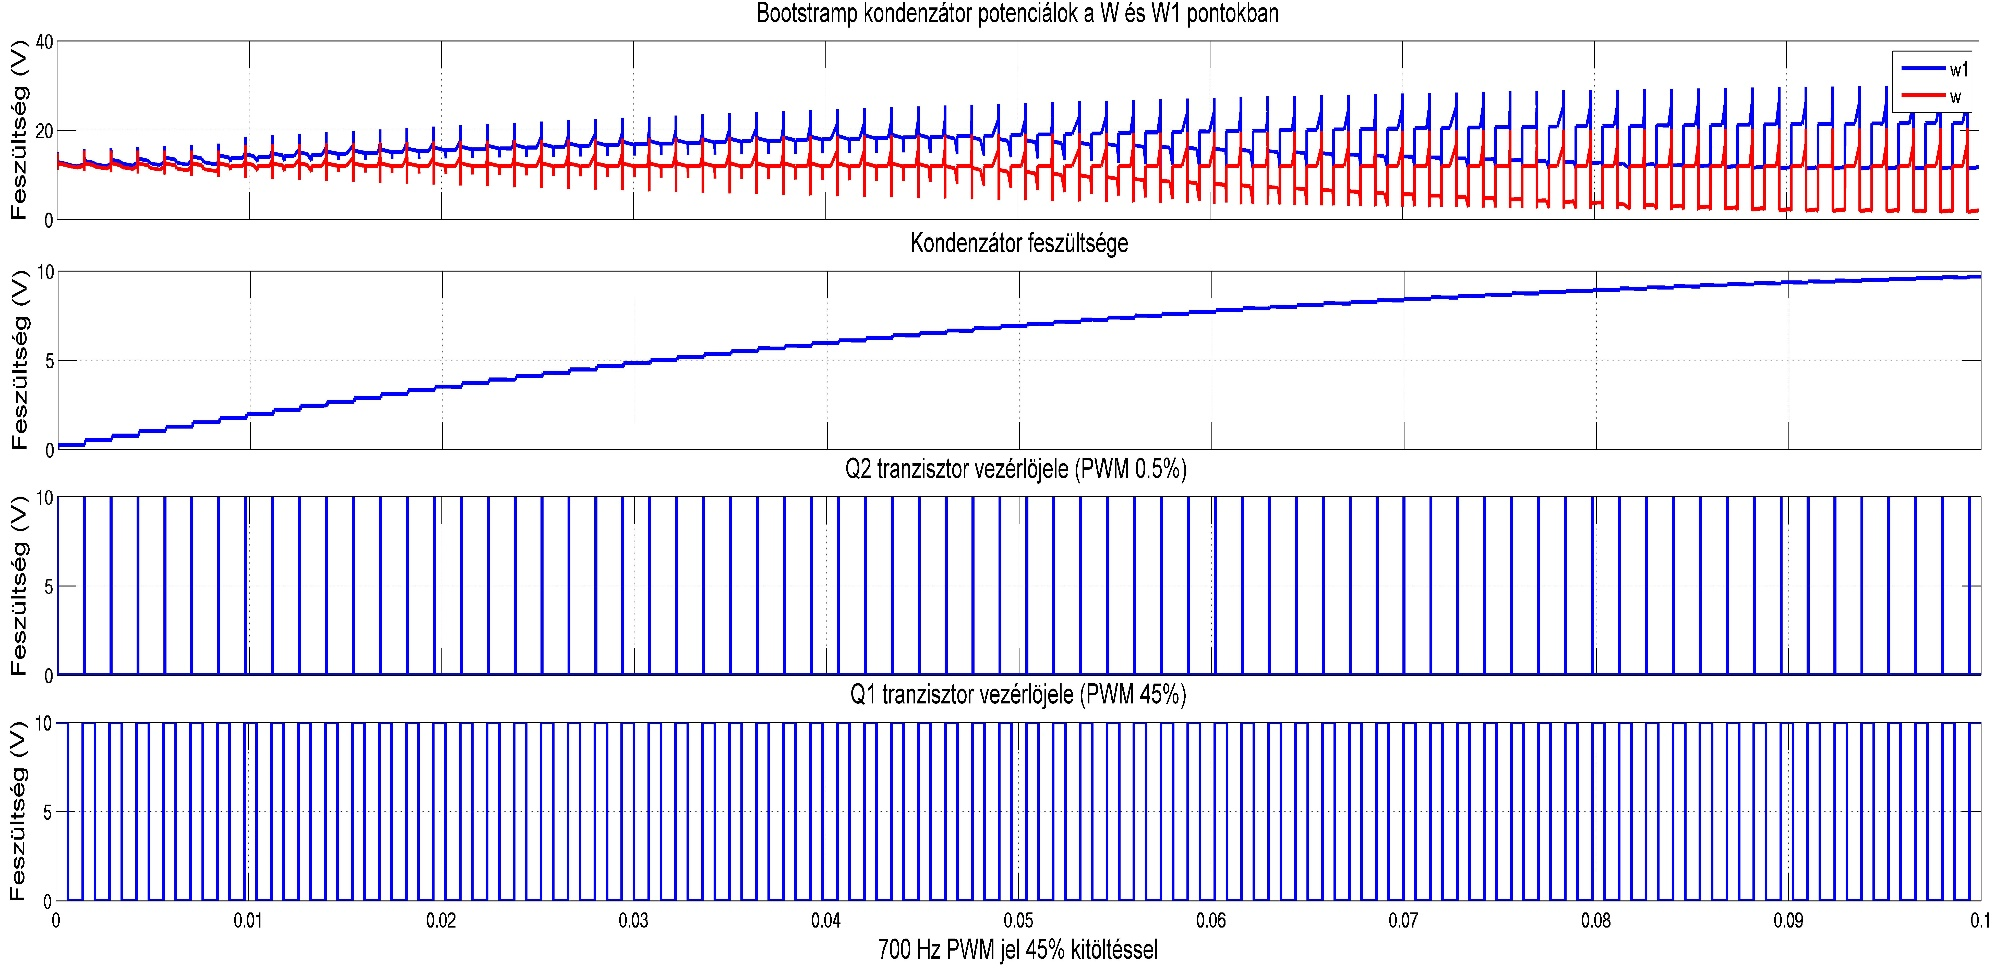 Bootstramp kondenzátor potenciálok a W és W1 pontokban
Feszültség (V)
40
20
0
w1
w
Kondenzátor feszültsége
Feszültség (V)
10
5
0
Q2 tranzisztor vezérlöjele (PWM 0.5%)
Feszültség (V)
10
5
0
Q1 tranzisztor vezérlöjele (PWM 45%)
Feszültség (V)
10
5
0
0 0.01 0.02 0.03 0.04 0.05 0.06 0.07 0.08 0.09 0.1
700 Hz PWM jel 45% kitöltéssel